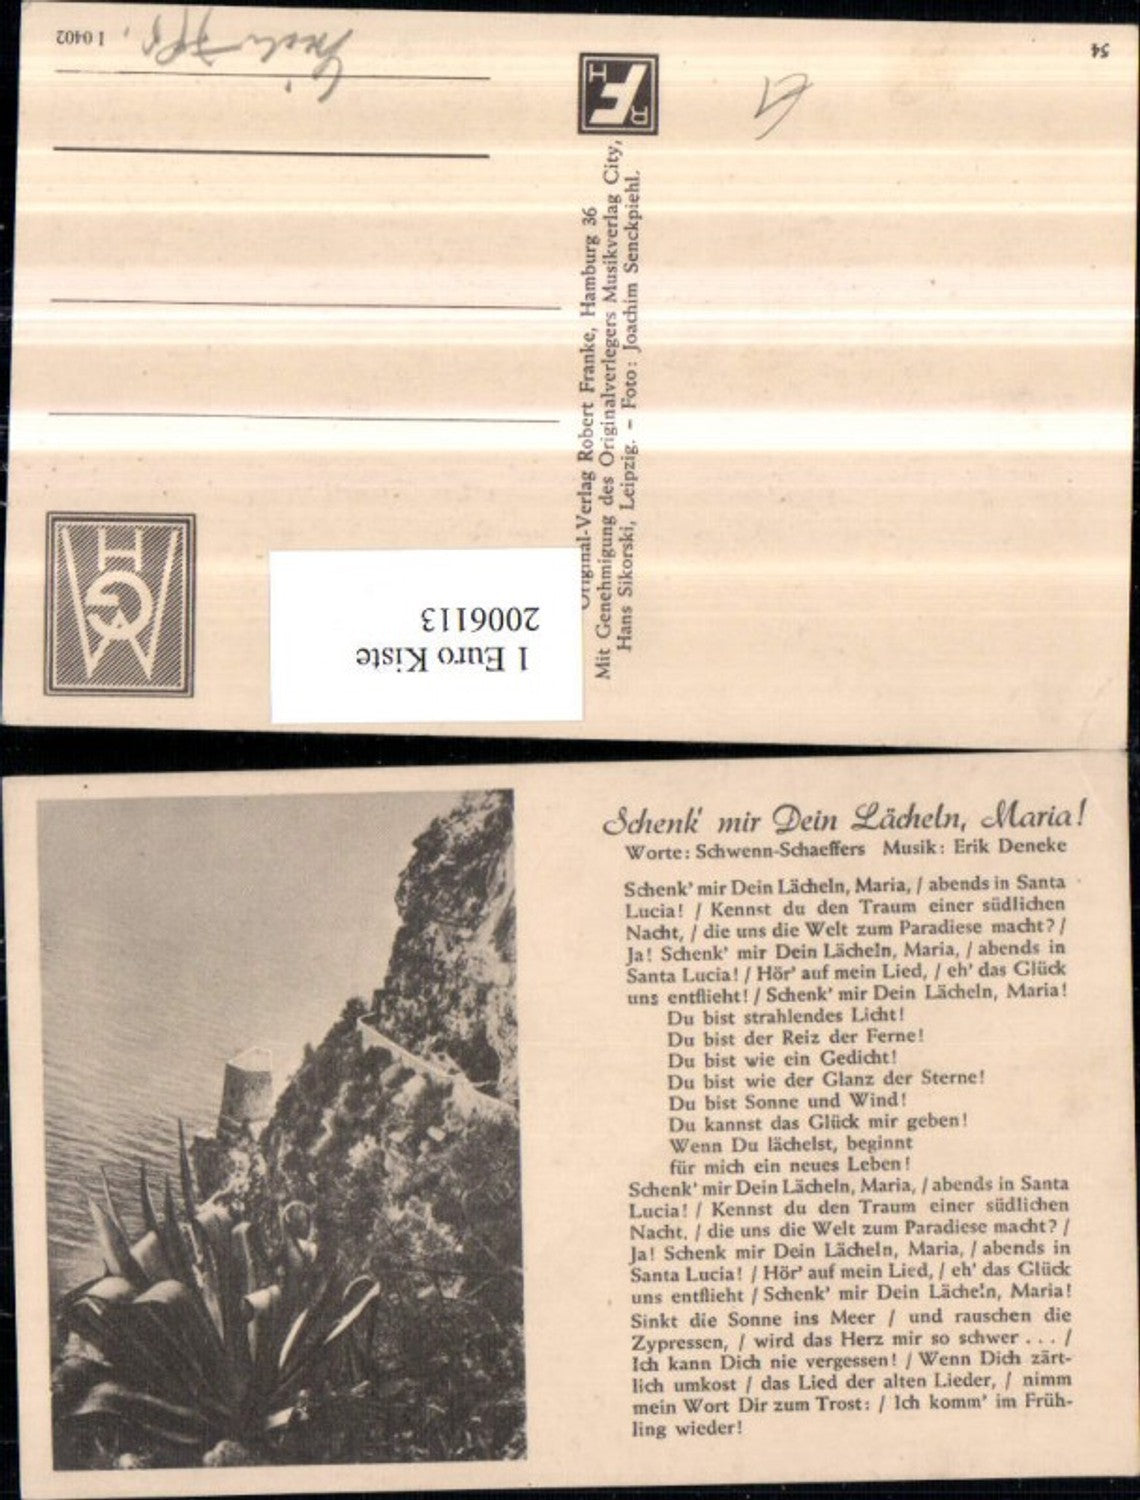 I 0402
54
H
F
R
Original-Verlag Robert Franke, Hamburg 36
Mit Genehmigung des Originalverlegers Musikverlag City,
Hans Sikorski, Leipzig. – Foto: Joachim Senckpiehl.
1 Euro Kiste
2006113
Schenk' mir Dein Lächeln, Maria!
Worte: Schwenn-Schaeffers Musik: Erik Deneke
Schenk' mir Dein Lächeln, Maria, / abends in Santa
Lucia! / Kennst du den Traum einer südlichen
Nacht, / die uns die Welt zum Paradiese macht? /
Ja! Schenk' mir Dein Lächeln, Maria, / abends in
Santa Lucia! / Hör' auf mein Lied, / eh' das Glück
uns entflieht! / Schenk' mir Dein Lächeln, Maria!
Du bist strahlendes Licht!
Du bist der Reiz der Ferne!
Du bist wie ein Gedicht!
Du bist wie der Glanz der Sterne!
Du bist Sonne und Wind!
Du kannst das Glück mir geben!
Wenn Du lächelst, beginnt
für mich ein neues Leben!
Schenk' mir Dein Lächeln, Maria, / abends in Santa
Lucia! / Kennst du den Traum einer südlichen
Nacht, / die uns die Welt zum Paradiese macht? /
Ja! Schenk mir Dein Lächeln, Maria, / abends in
Santa Lucia! / Hör' auf mein Lied, / eh' das Glück
uns entflieht / Schenk' mir Dein Lächeln, Maria!
Sinkt die Sonne ins Meer / und rauschen die
Zypressen, / wird das Herz mir so schwer . . . /
Ich kann Dich nie vergessen! / Wenn Dich zärt-
lich umkost / das Lied der alten Lieder, / nimm
mein Wort Dir zum Trost: / Ich komm' im Früh-
ling wieder!